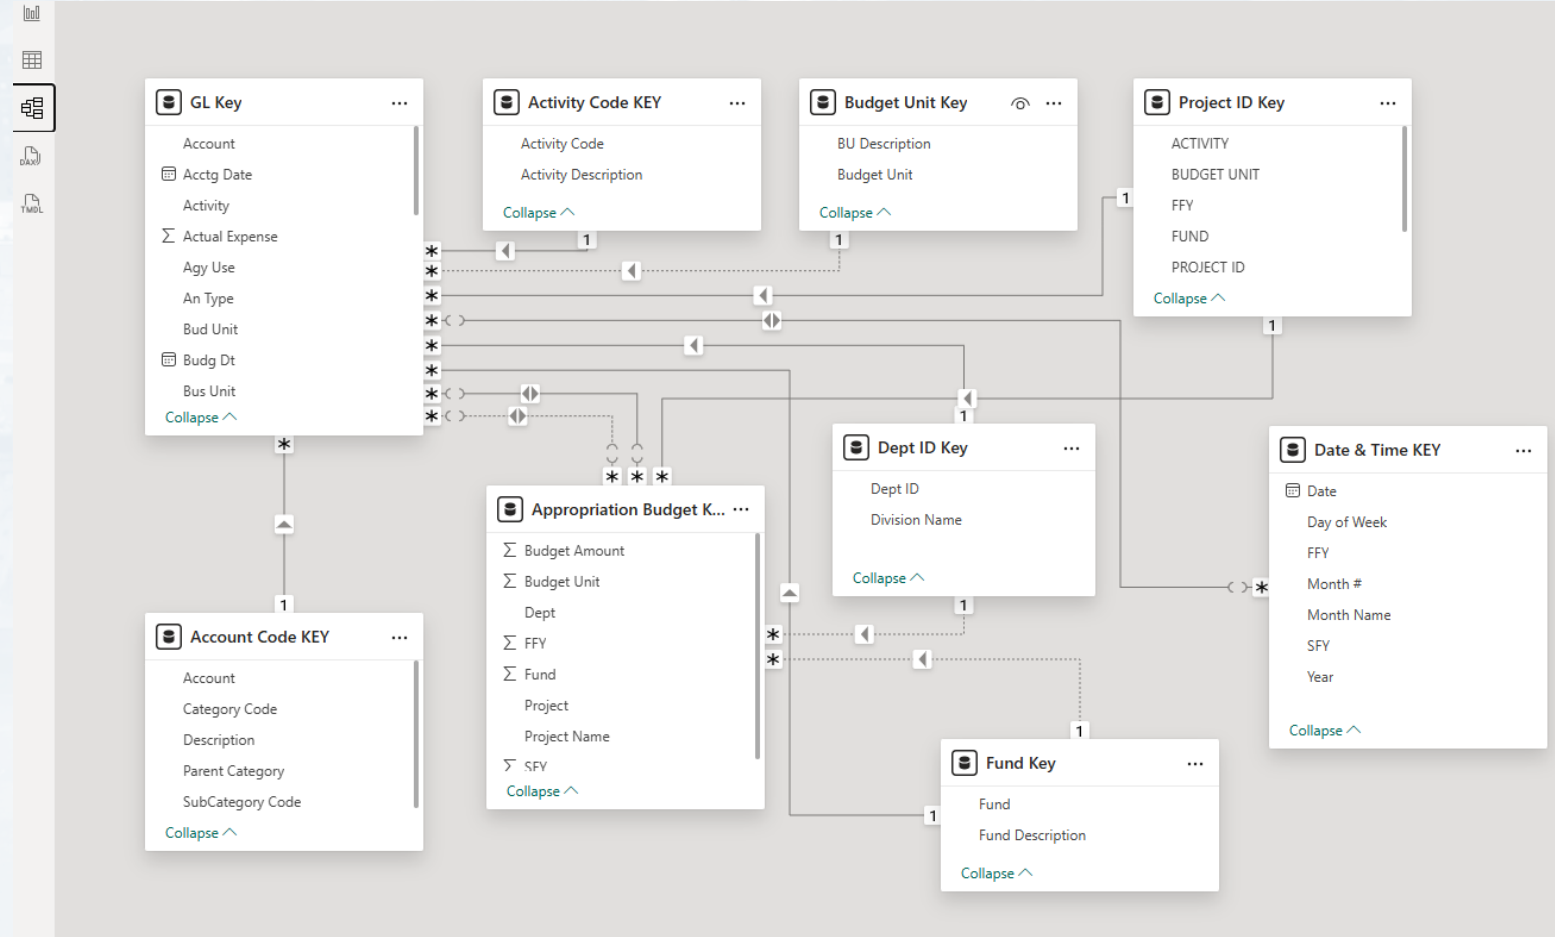 DAX
TMDL
GL Key
Account
Acctg Date
Activity
Actual Expense
Agy Use
An Type
Bud Unit
Budg Dt
Bus Unit
Collapse
Activity Code KEY
Activity Code
Activity Description
Collapse
Budget Unit Key
BU Description
Budget Unit
Collapse
Project ID Key
ACTIVITY
BUDGET UNIT
FFY
FUND
PROJECT ID
Collapse
1
1
1
1
1
1
1
1
1
Account Code KEY
Account
Category Code
Description
Parent Category
SubCategory Code
Collapse
Appropriation Budget K...
Budget Amount
Budget Unit
Dept
FFY
Fund
Project
Project Name
SFY
Collapse
Dept ID Key
Dept ID
Division Name
Collapse
Fund Key
Fund
Fund Description
Collapse
Date & Time KEY
Date
Day of Week
FFY
Month #
Month Name
SFY
Year
Collapse